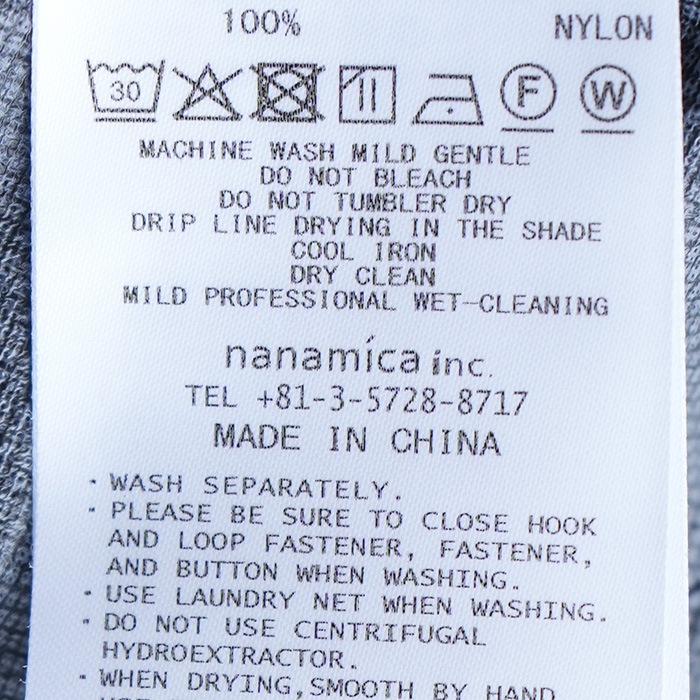 100% NYLON
30 F W
MACHINE WASH MILD GENTLE
DO NOT BLEACH
DO NOT TUMBLER DRY
DRIP LINE DRYING IN THE SHADE
COOL IRON
DRY CLEAN
MILD PROFESSIONAL WET-CLEANING
nanamica inc.
TEL +81-3-5728-8717
MADE IN CHINA
・WASH SEPARATELY.
・PLEASE BE SURE TO CLOSE HOOK
AND LOOP FASTENER, FASTENER,
AND BUTTON WHEN WASHING.
・USE LAUNDRY NET WHEN WASHING.
・DO NOT USE CENTRIFUGAL
HYDROEXTRACTOR.
・WHEN DRYING, SMOOTH BY HAND